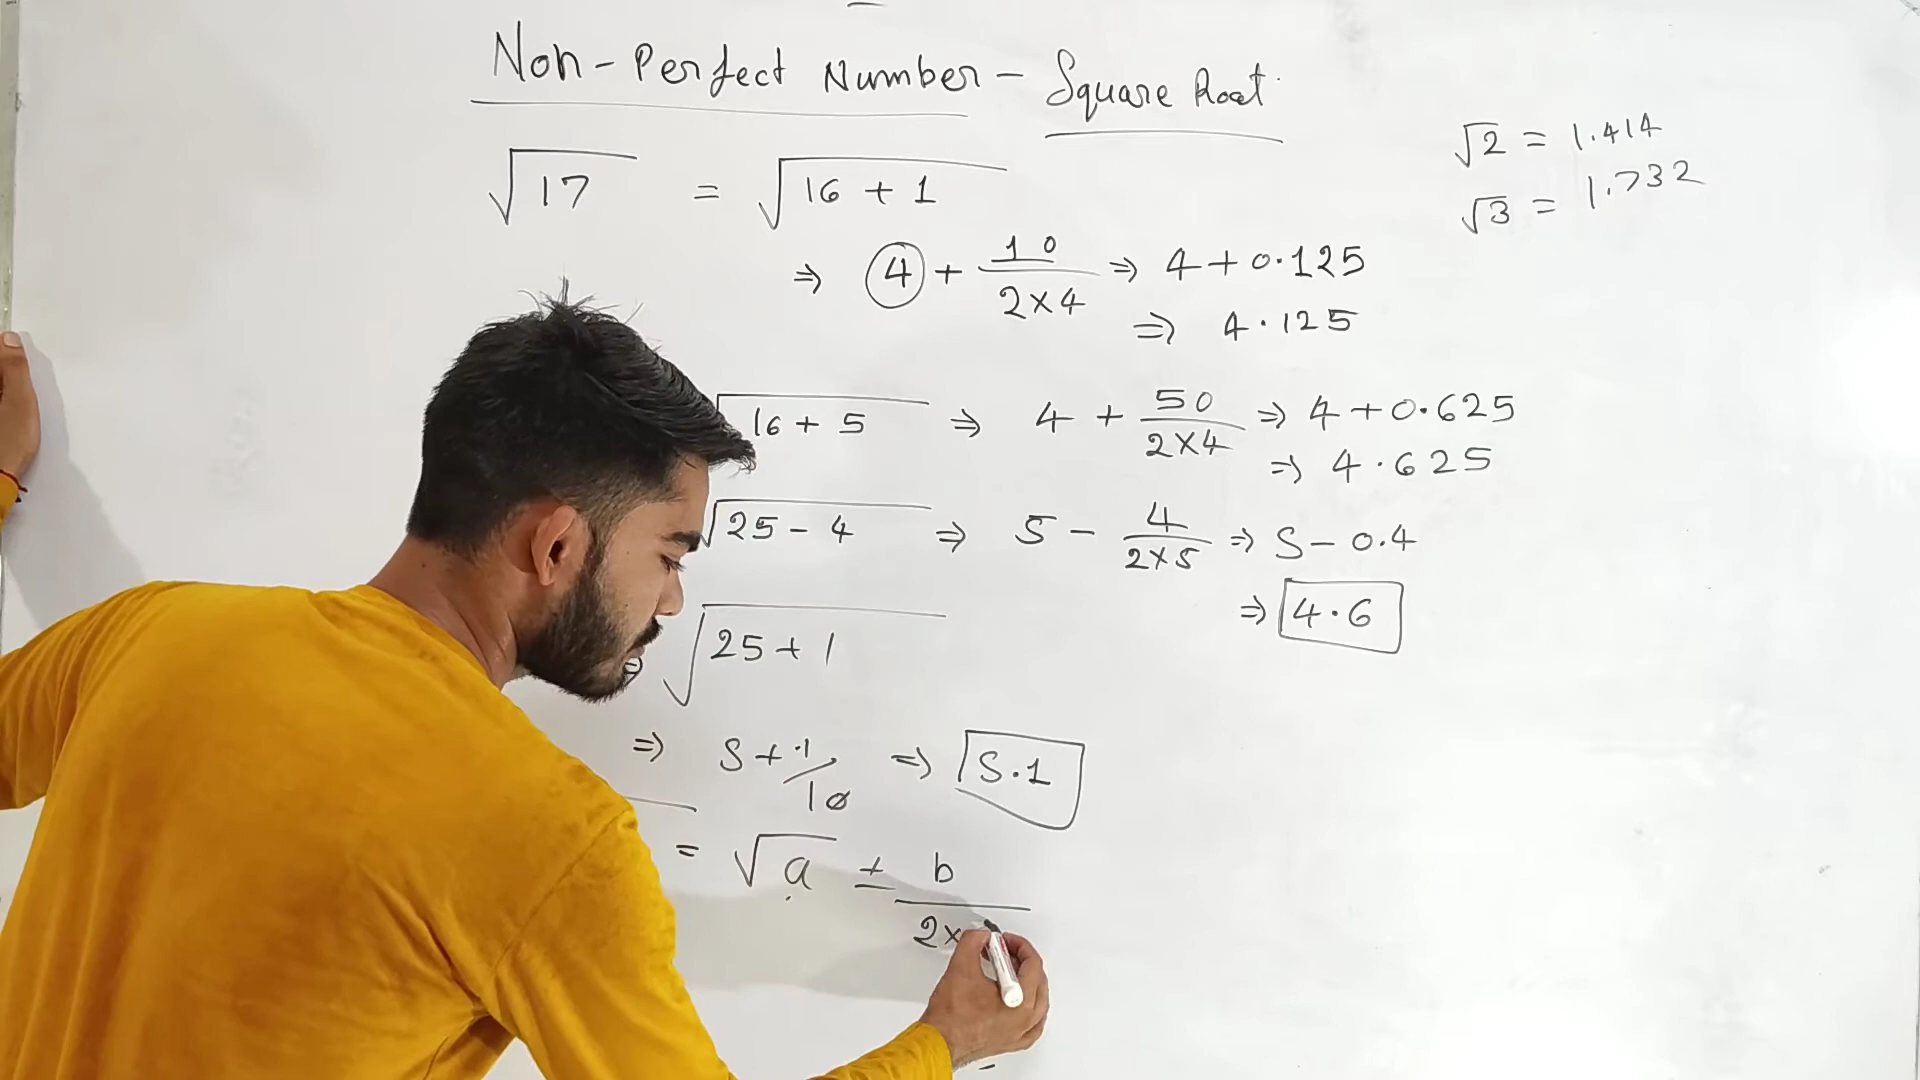 Non-Perfect Number - Square Root
√2 = 1.414
√3 = 1.732
√17 = √16 + 1
⇒ 4 + 10/2×4 ⇒ 4 + 0.125
⇒ 4.125
16 + 5 ⇒ 4 + 50/2×4 ⇒ 4 + 0.625
⇒ 4.625
√25 - 4 ⇒ 5 - 4/2×5 ⇒ 5 - 0.4
⇒ 4.6
√25 + 1
⇒ 5 + .1/10 ⇒ 5.1
= √a ± b/2×